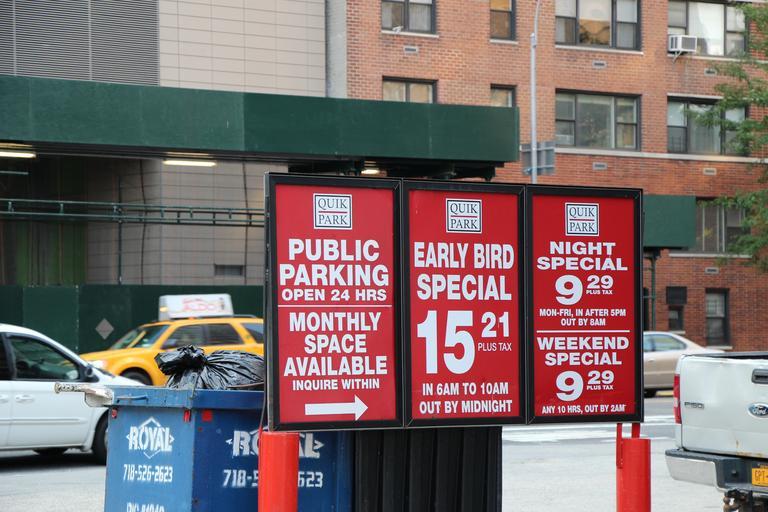 QUIK
PARK
PUBLIC
PARKING
OPEN 24 HRS
MONTHLY
SPACE
AVAILABLE
INQUIRE WITHIN
QUIK
PARK
EARLY BIRD
SPECIAL
15 21
PLUS TAX
IN 6AM TO 10AM
OUT BY MIDNIGHT
QUIK
PARK
NIGHT
SPECIAL
9 29
PLUS TAX
MON-FRI, IN AFTER 5PM
OUT BY 8AM
WEEKEND
SPECIAL
9 29
PLUS TAX
ANY 10 HRS, OUT BY 2AM
ROYAL
718-526-2623
ROYAL
718-526-2623
Ford